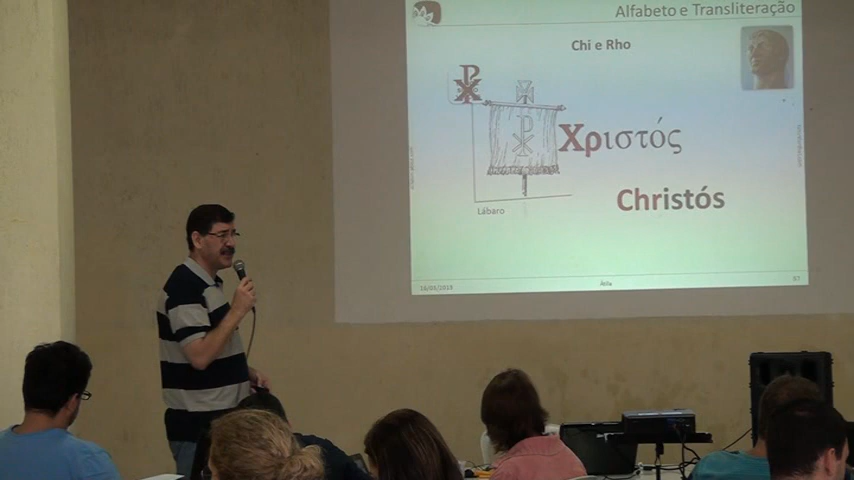 Alfabeto e Transliteração
Chi e Rho
Χριστός
Christós
Lábaro